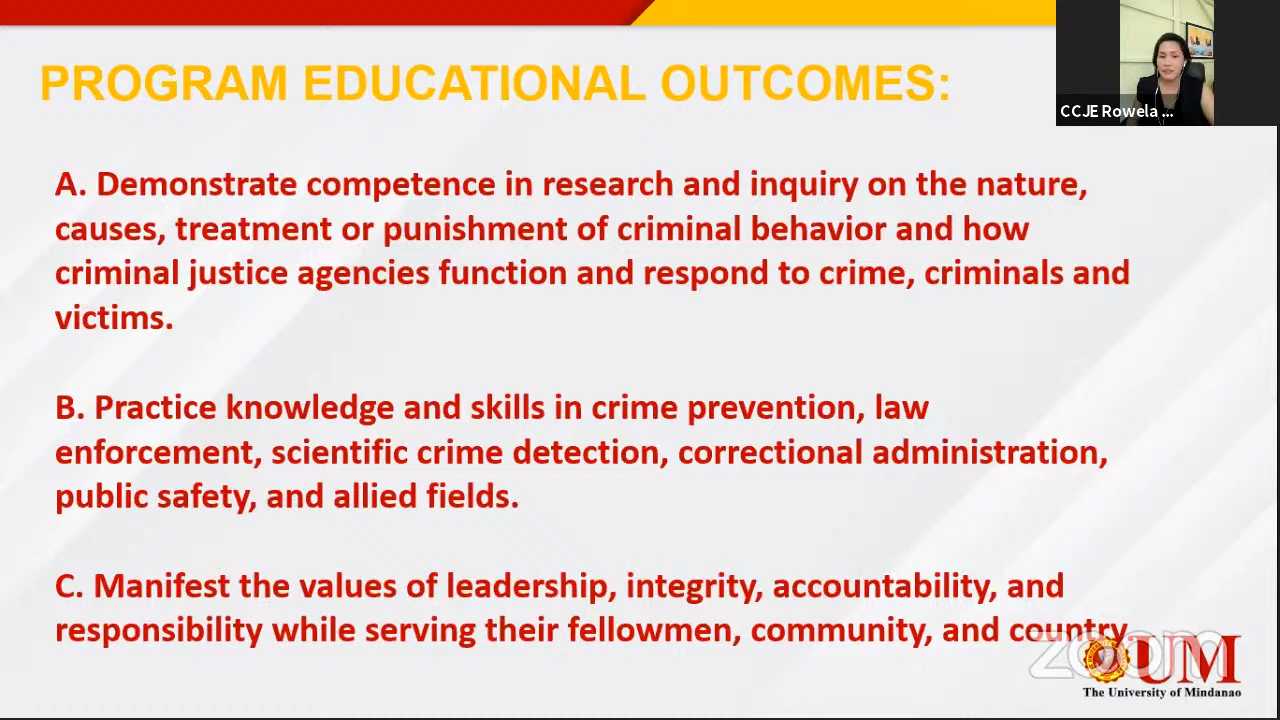 PROGRAM EDUCATIONAL OUTCOMES:
CCJE Rowela ...
A. Demonstrate competence in research and inquiry on the nature,
causes, treatment or punishment of criminal behavior and how
criminal justice agencies function and respond to crime, criminals and
victims.
B. Practice knowledge and skills in crime prevention, law
enforcement, scientific crime detection, correctional administration,
public safety, and allied fields.
C. Manifest the values of leadership, integrity, accountability, and
responsibility while serving their fellowmen, community, and country
zoom
UM
The University of Mindanao